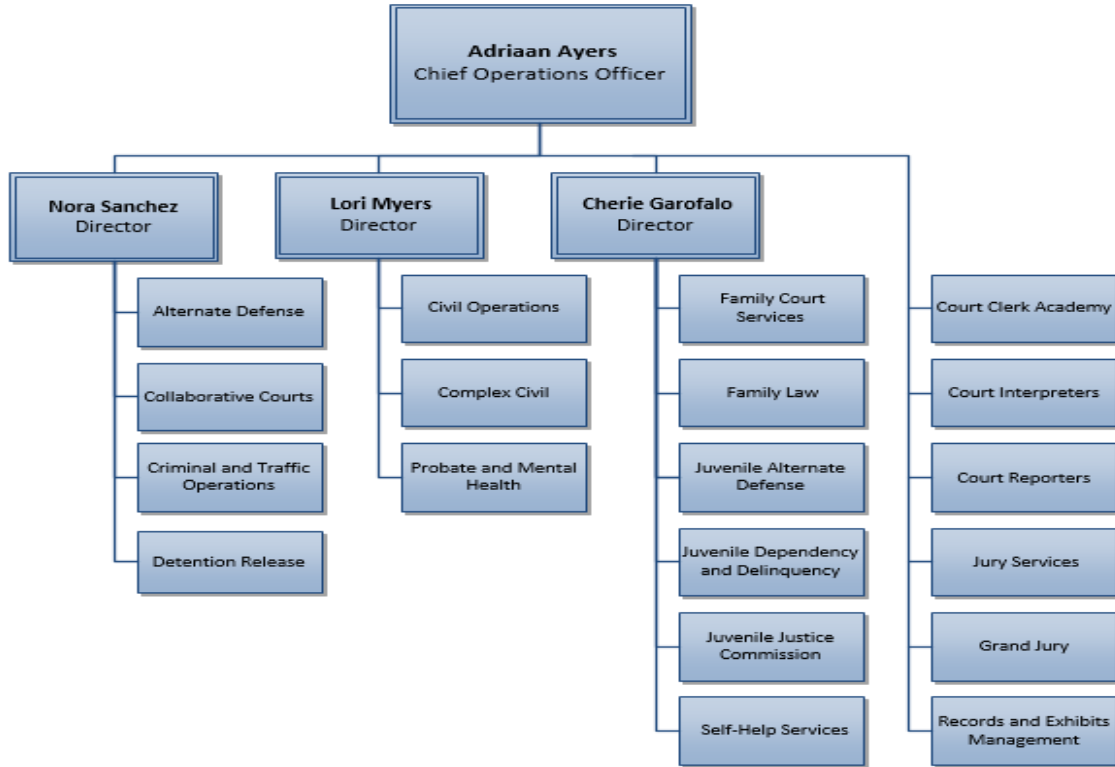 Adriaan Ayers
Chief Operations Officer
Nora Sanchez
Director
Lori Myers
Director
Cherie Garofalo
Director
Alternate Defense
Collaborative Courts
Criminal and Traffic
Operations
Detention Release
Civil Operations
Complex Civil
Probate and Mental
Health
Family Court
Services
Family Law
Juvenile Alternate
Defense
Juvenile Dependency
and Delinquency
Juvenile Justice
Commission
Self-Help Services
Court Clerk Academy
Court Interpreters
Court Reporters
Jury Services
Grand Jury
Records and Exhibits
Management